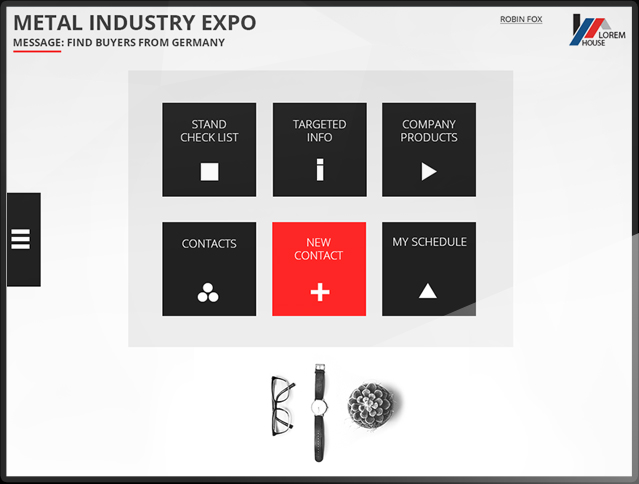 METAL INDUSTRY EXPO
MESSAGE: FIND BUYERS FROM GERMANY
ROBIN FOX
LOREM
HOUSE
STAND
CHECK LIST
TARGETED
INFO
COMPANY
PRODUCTS
CONTACTS
NEW
CONTACT
MY SCHEDULE